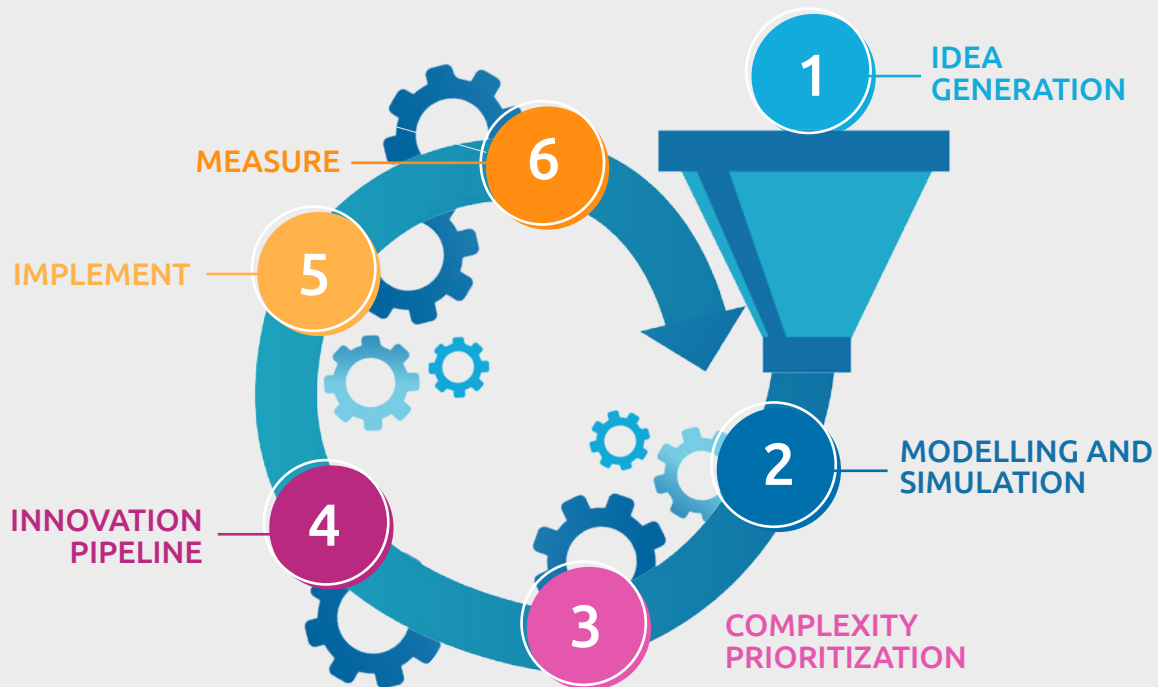 1
IDEA
GENERATION
2
MODELLING AND
SIMULATION
3
COMPLEXITY
PRIORITIZATION
4
INNOVATION
PIPELINE
5
IMPLEMENT
6
MEASURE